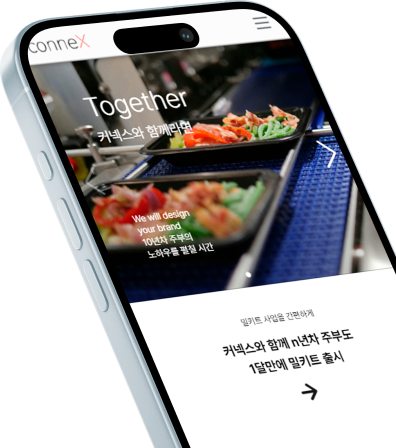 conneX
Together
커넥스와 함께라면
We will design
your brand
10년차 주부의
노하우를 펼칠 시간
밀키트 사업을 간편하게
커넥스와 함께 n년차 주부도
1달만에 밀키트 출시